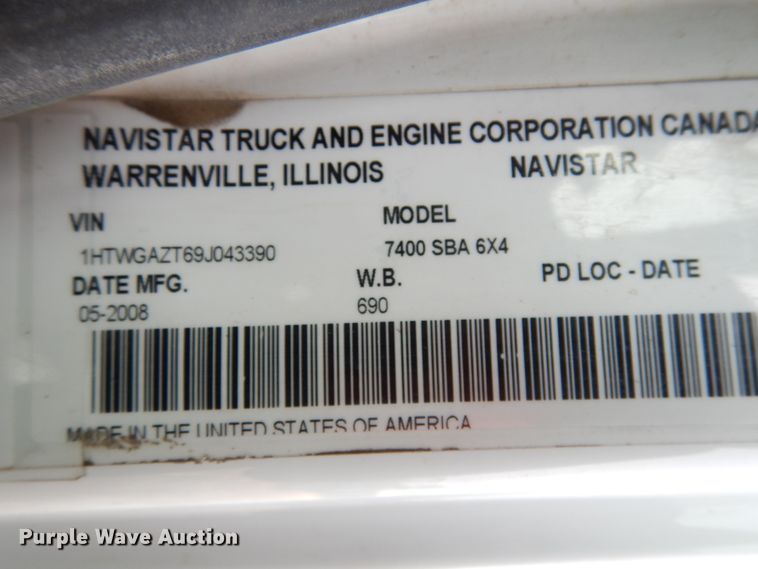 NAVISTAR TRUCK AND ENGINE CORPORATION CANADA
WARRENVILLE, ILLINOIS NAVISTAR
VIN MODEL
1HTWGAZT69J043390 7400 SBA 6X4
DATE MFG. W.B. PD LOC - DATE
05-2008 690
MADE IN THE UNITED STATES OF AMERICA
Purple Wave Auction